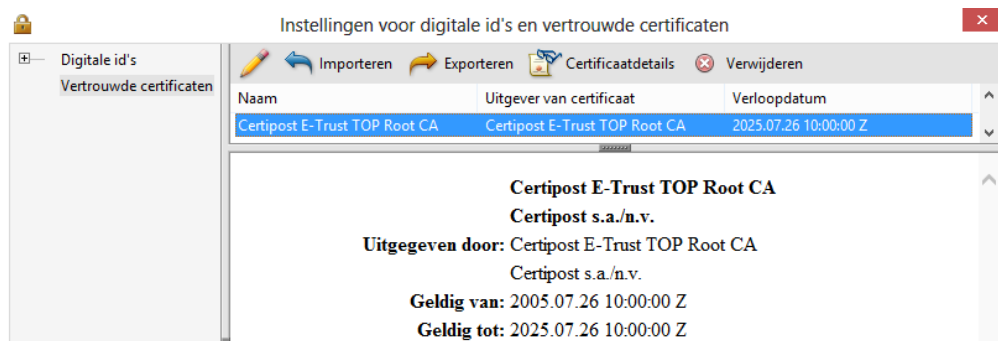 Instellingen voor digitale id's en vertrouwde certificaten
Digitale id's
Vertrouwde certificaten
Importeren Exporteren Certificaatdetails Verwijderen
Naam Uitgever van certificaat Verloopdatum
Certipost E-Trust TOP Root CA Certipost E-Trust TOP Root CA 2025.07.26 10:00:00 Z
Certipost E-Trust TOP Root CA
Certipost s.a./n.v.
Uitgegeven door: Certipost E-Trust TOP Root CA
Certipost s.a./n.v.
Geldig van: 2005.07.26 10:00:00 Z
Geldig tot: 2025.07.26 10:00:00 Z